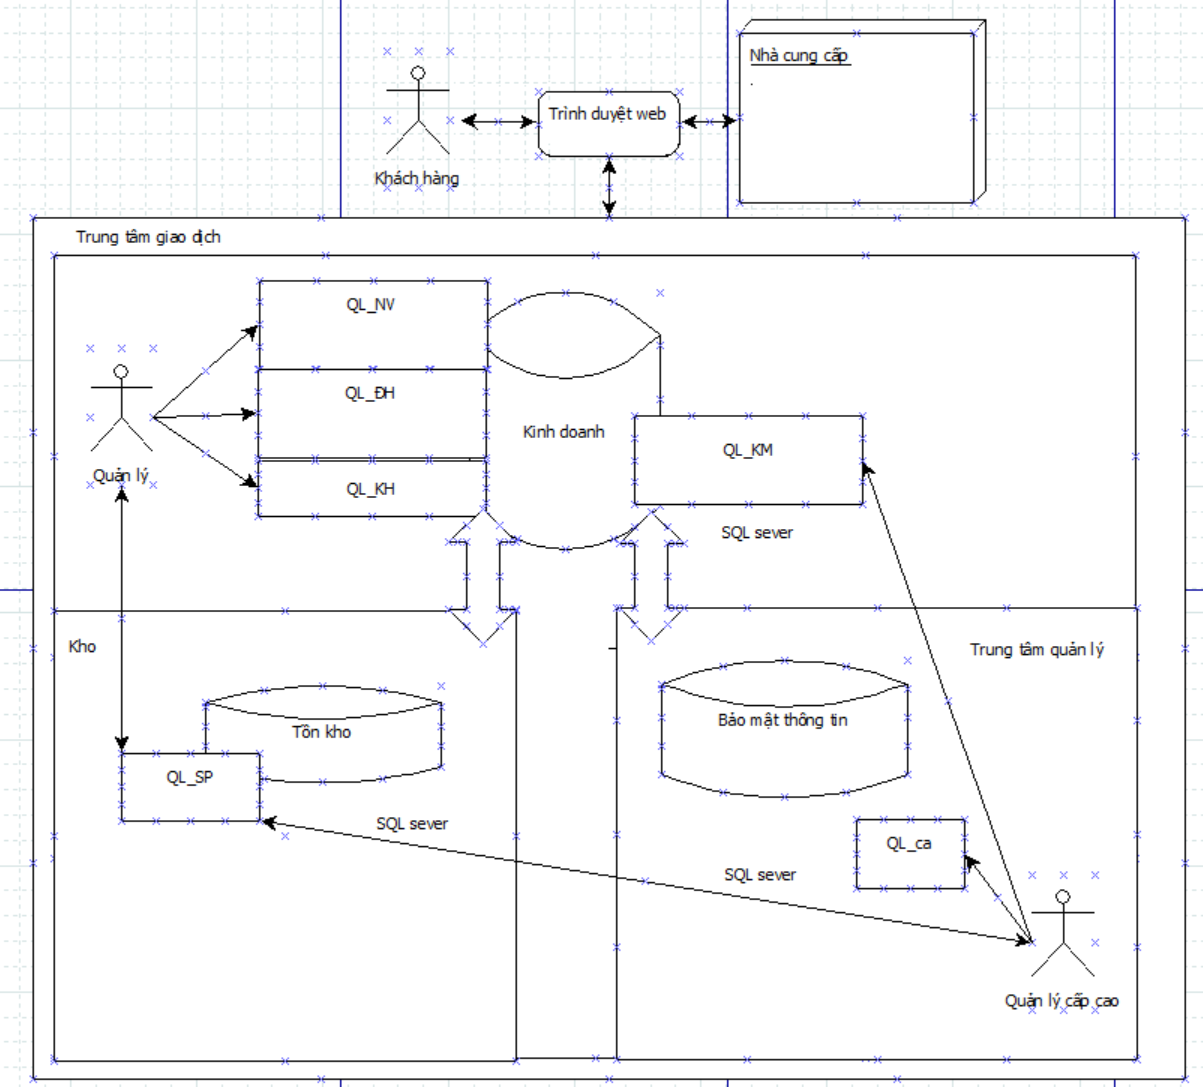 Nhà cung cấp
.
Trình duyệt web
Khách hàng
Trung tâm giao dịch
QL_NV
QL_ĐH
Kinh doanh
QL_KM
Quản lý
QL_KH
SQL sever
Kho
Trung tâm quản lý
Bảo mật thông tin
Tồn kho
QL_SP
SQL sever
QL_ca
SQL sever
Quản lý cấp cao